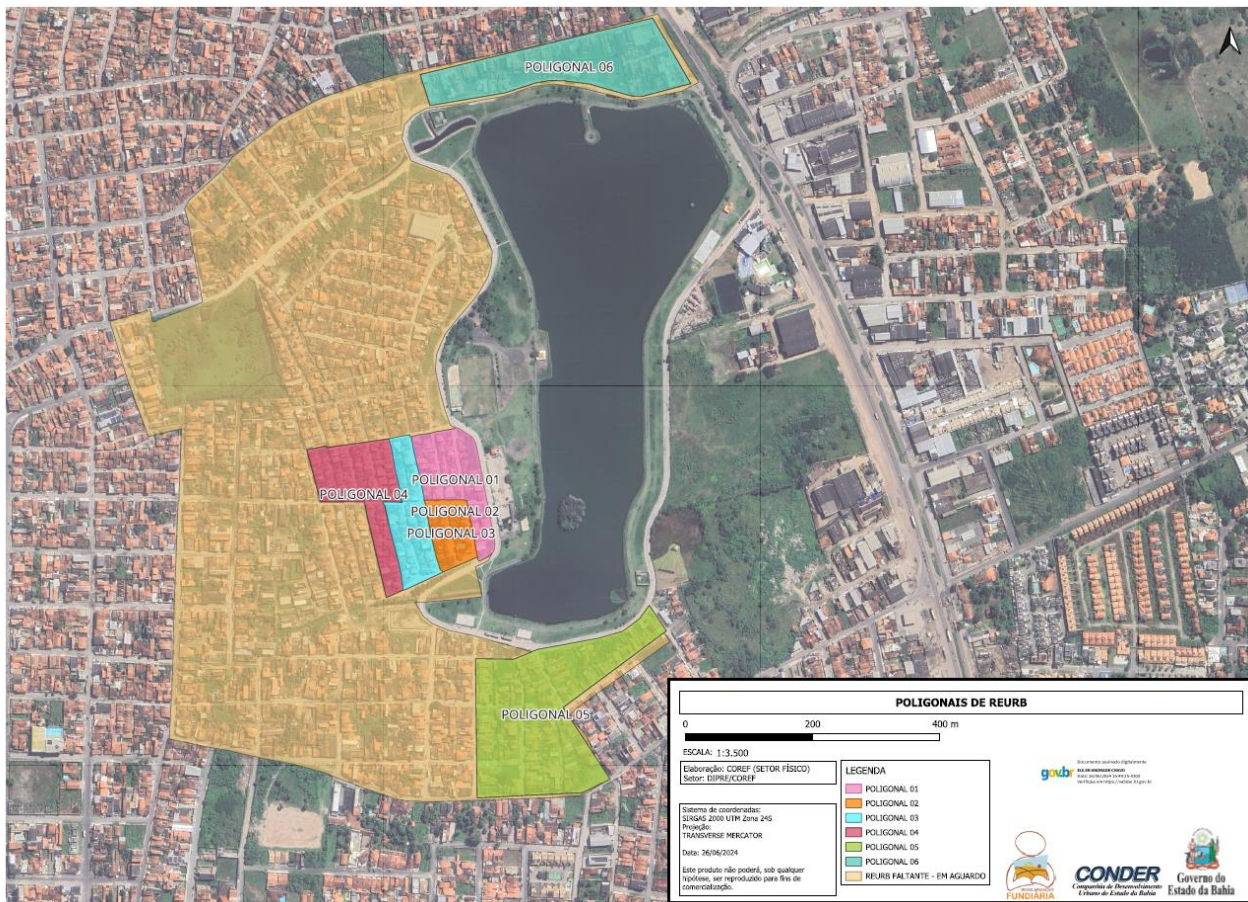 POLIGONAL 06
POLIGONAL 01
POLIGONAL 04
POLIGONAL 02
POLIGONAL 03
POLIGONAL 05
POLIGONAIS DE REURB
0 200 400 m
ESCALA: 1:3.500
Elaboração: COREF (SETOR FÍSICO)
Setor: DIPRE/COREF
Sistema de coordenadas:
SIRGAS 2000 UTM Zona 24S
Projeção:
TRANSVERSE MERCATOR
Data: 26/06/2024
Este produto não poderá, sob qualquer
hipótese, ser reproduzido para fins de
comercialização.
LEGENDA
POLIGONAL 01
POLIGONAL 02
POLIGONAL 03
POLIGONAL 04
POLIGONAL 05
POLIGONAL 06
REURB FALTANTE - EM AGUARDO
gov.br
Documento assinado digitalmente
FUNDIÁRIA
CONDER
Companhia de Desenvolvimento
Urbano do Estado da Bahia
Governo do
Estado da Bahia